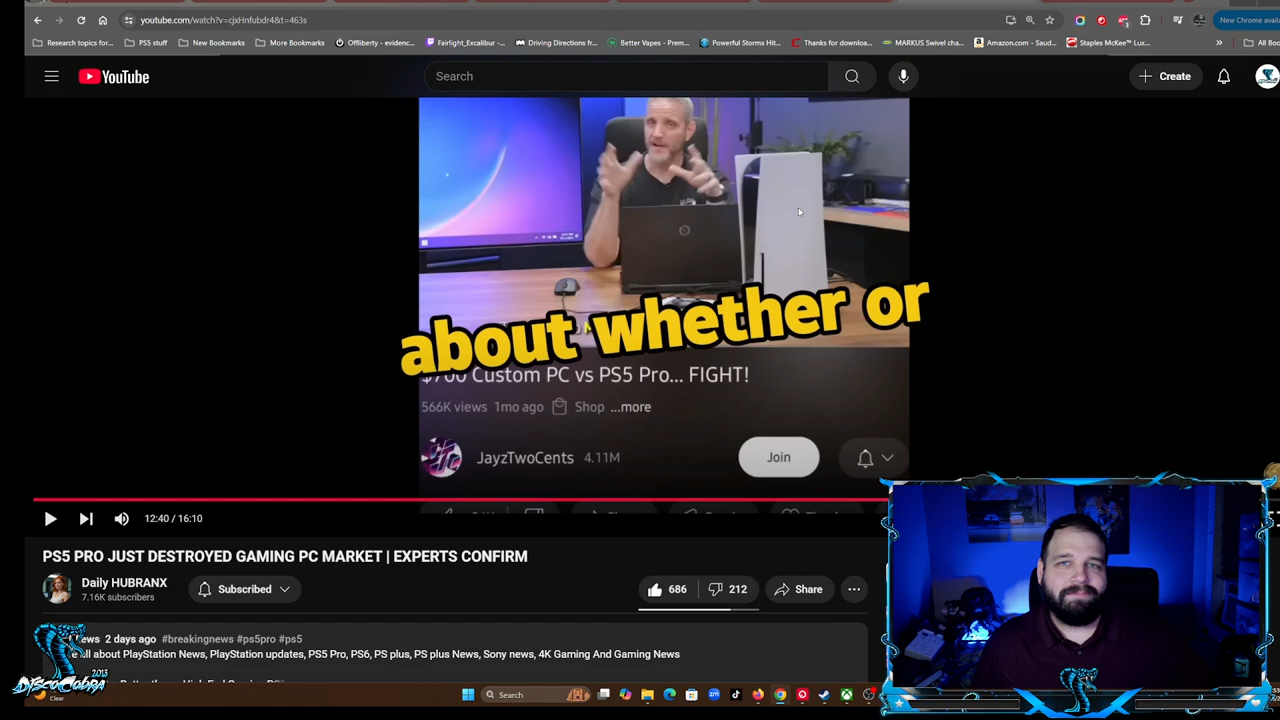 youtube.com/watch?v=cjxHnfubdr4&t=463s
New Chrome availa
Research topics for...
PS5 stuff
New Bookmarks
More Bookmarks
Offliberty - evidenc...
Fairlight_Excalibur -...
Driving Directions fr...
Better Vapes - Prem...
Powerful Storms Hit...
Thanks for downloa...
MARKUS Swivel cha...
Amazon.com - Saud...
Staples McKee™ Lux...
All Boo
YouTube
Search
Create
about whether or
$700 Custom PC vs PS5 Pro... FIGHT!
566K views 1mo ago Shop ...more
JayzTwoCents 4.11M
Join
12:40 / 16:10
PS5 PRO JUST DESTROYED GAMING PC MARKET | EXPERTS CONFIRM
Daily HUBRANX
7.16K subscribers
Subscribed
686
212
Share
2 days ago #breakingnews #ps5pro #ps5
all about PlayStation News, PlayStation updates, PS5 Pro, PS6, PS plus, PS plus News, Sony news, 4K Gaming And Gaming News
DiscoCobra
2013
Clear
Search